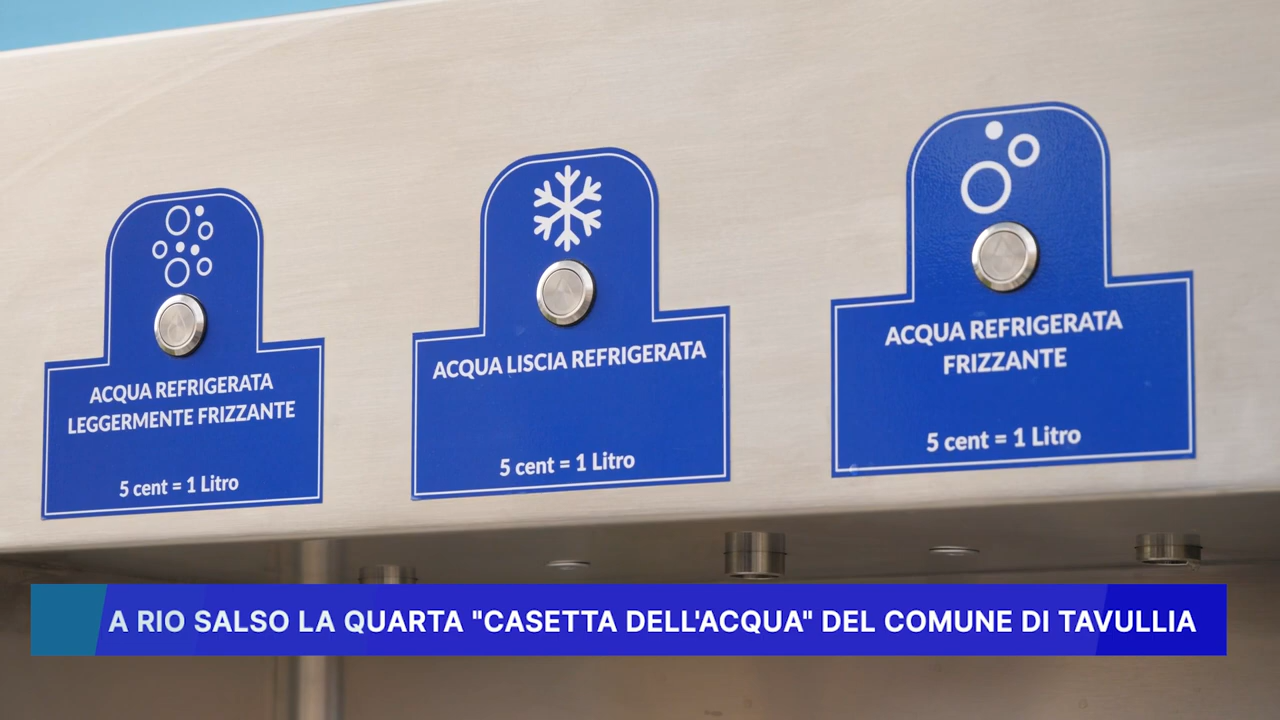 ACQUA REFRIGERATA
LEGGERMENTE FRIZZANTE
5 cent = 1 Litro
ACQUA LISCIA REFRIGERATA
5 cent = 1 Litro
ACQUA REFRIGERATA
FRIZZANTE
5 cent = 1 Litro
A RIO SALSO LA QUARTA "CASETTA DELL'ACQUA" DEL COMUNE DI TAVULLIA